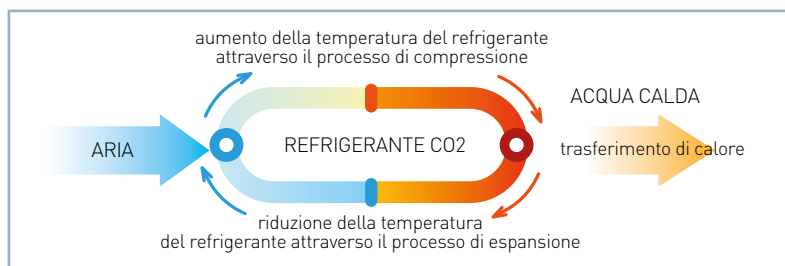 aumento della temperatura del refrigerante
attraverso il processo di compressione
ACQUA CALDA
ARIA
REFRIGERANTE CO2
trasferimento di calore
riduzione della temperatura
del refrigerante attraverso il processo di espansione